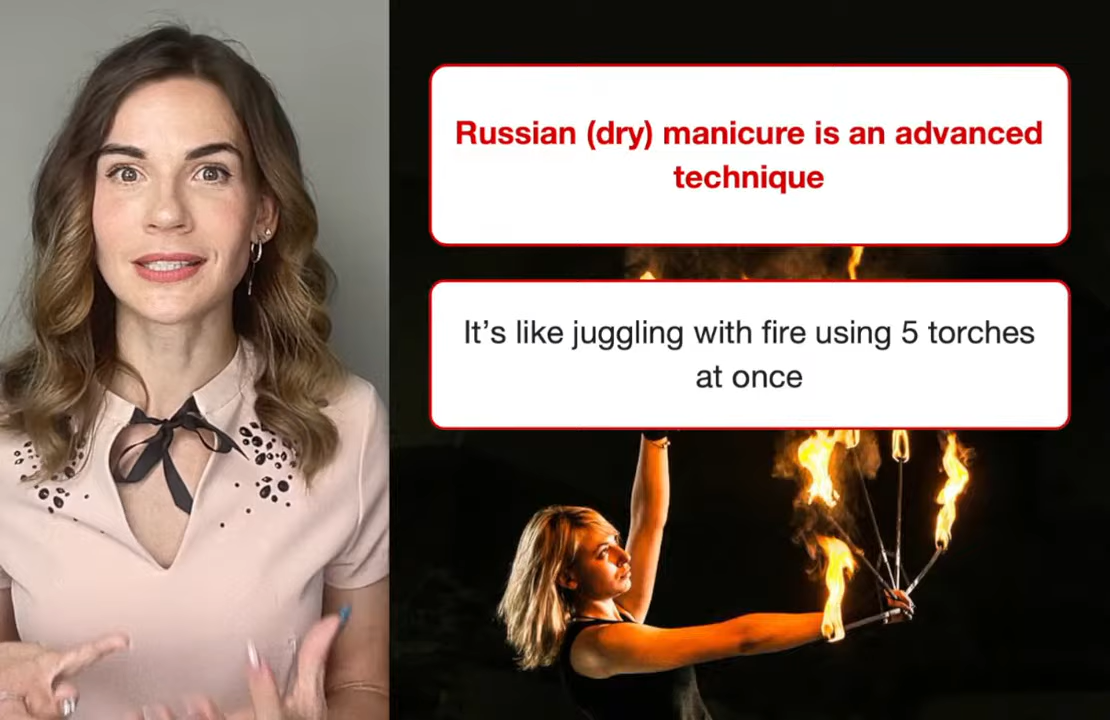 Russian (dry) manicure is an advanced
technique
It’s like juggling with fire using 5 torches
at once